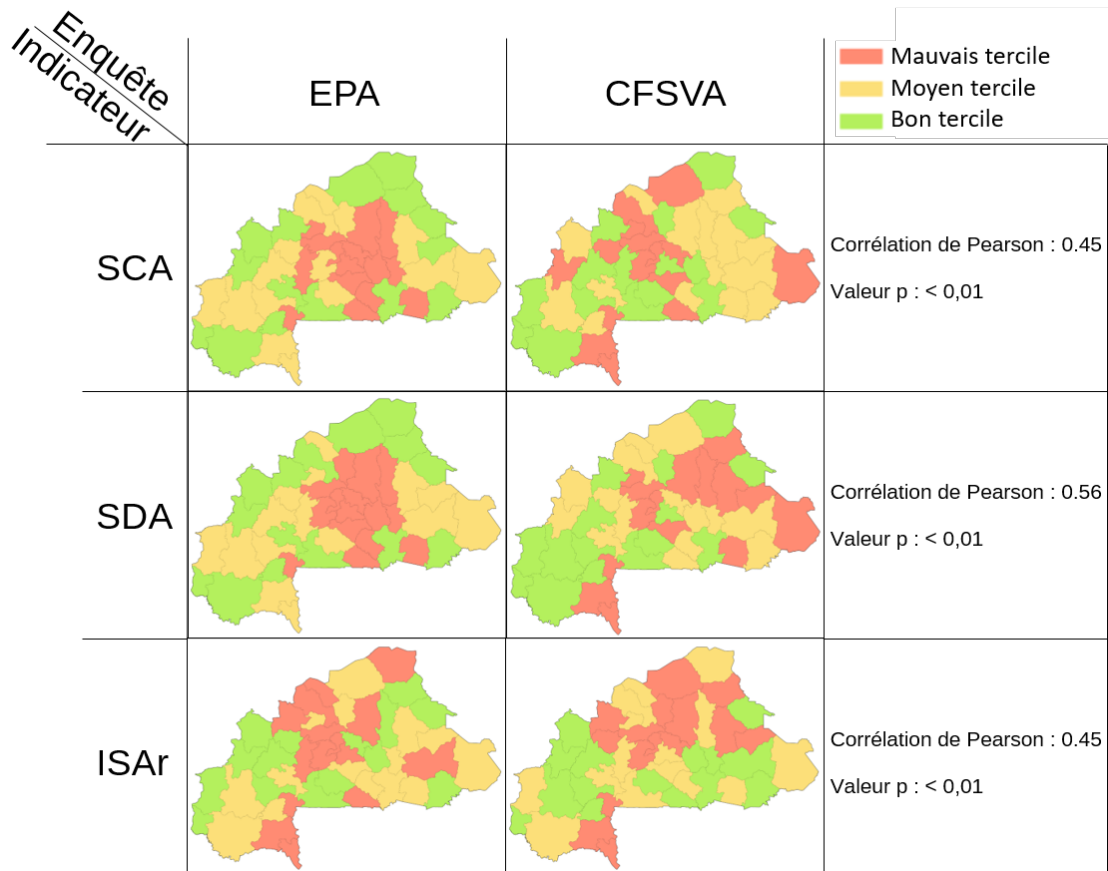 Enquête
Indicateur
EPA
CFSVA
Mauvais tercile
Moyen tercile
Bon tercile
SCA
Corrélation de Pearson : 0.45
Valeur p : < 0,01
SDA
Corrélation de Pearson : 0.56
Valeur p : < 0,01
ISAr
Corrélation de Pearson : 0.45
Valeur p : < 0,01